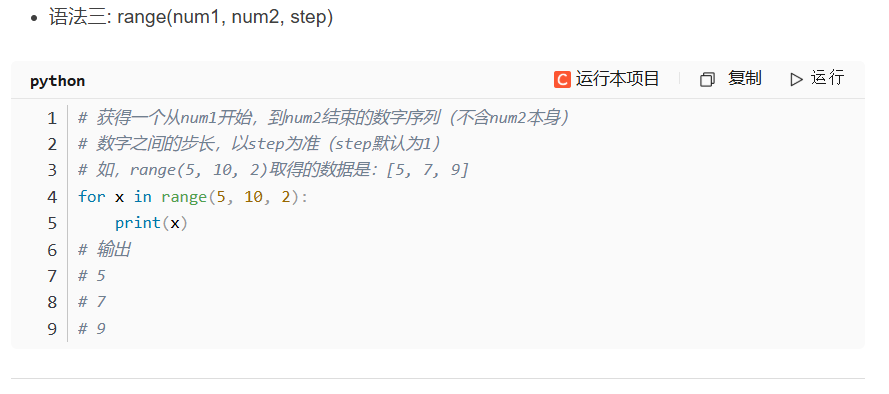 • 语法三: range(num1, num2, step)
python
C 运行本项目 复制 运行
1 # 获得一个从num1开始，到num2结束的数字序列（不含num2本身）
2 # 数字之间的步长，以step为准（step默认为1）
3 # 如，range(5, 10, 2)取得的数据是：[5, 7, 9]
4 for x in range(5, 10, 2):
5     print(x)
6 # 输出
7 # 5
8 # 7
9 # 9